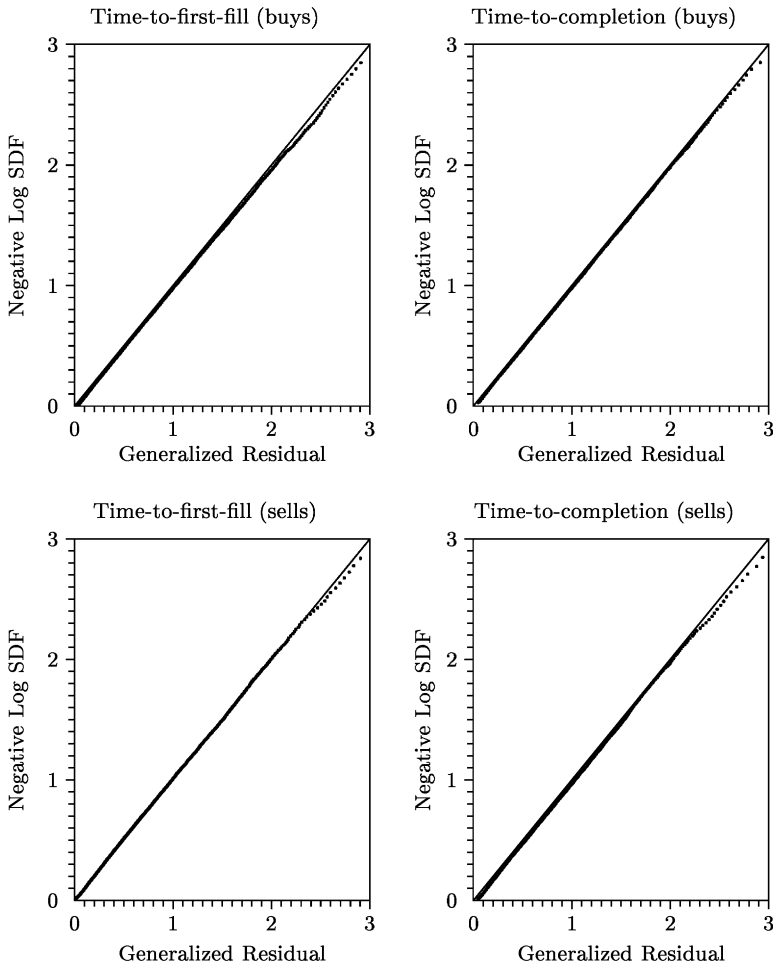 Time-to-first-fill (buys)
3
2
1
0
Negative Log SDF
0 1 2 3
Generalized Residual
Time-to-completion (buys)
3
2
1
0
Negative Log SDF
0 1 2 3
Generalized Residual
Time-to-first-fill (sells)
3
2
1
0
Negative Log SDF
0 1 2 3
Generalized Residual
Time-to-completion (sells)
3
2
1
0
Negative Log SDF
0 1 2 3
Generalized Residual